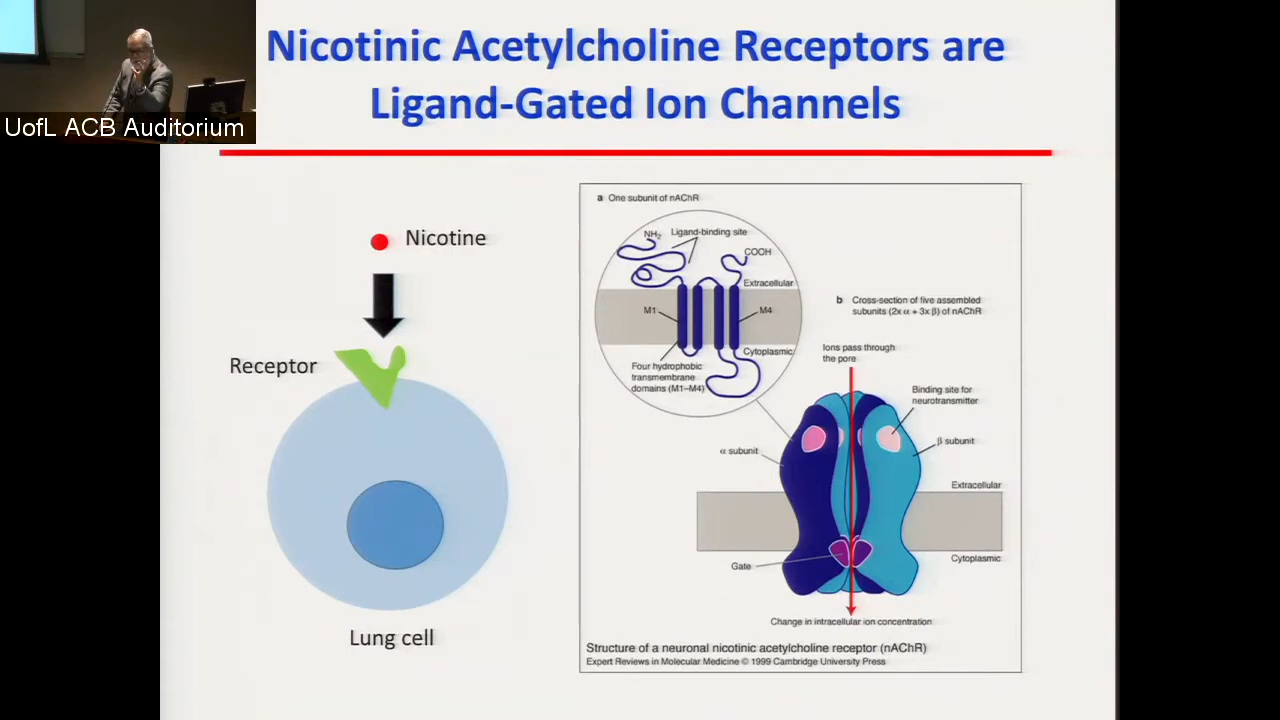 Nicotinic Acetylcholine Receptors are
Ligand-Gated Ion Channels
UofL ACB Auditorium
Nicotine
Receptor
Lung cell
a One subunit of nAChR
NH₂
Ligand-binding site
COOH
Extracellular
M1
M4
Cytoplasmic
Four hydrophobic
transmembrane
domains (M1–M4)
b Cross-section of five assembled
subunits (2x α + 3x β) of nAChR
Ions pass through
the pore
Binding site for
neurotransmitter
α subunit
β subunit
Extracellular
Gate
Cytoplasmic
Change in intracellular ion concentration
Structure of a neuronal nicotinic acetylcholine receptor (nAChR)
Expert Reviews in Molecular Medicine © 1999 Cambridge University Press